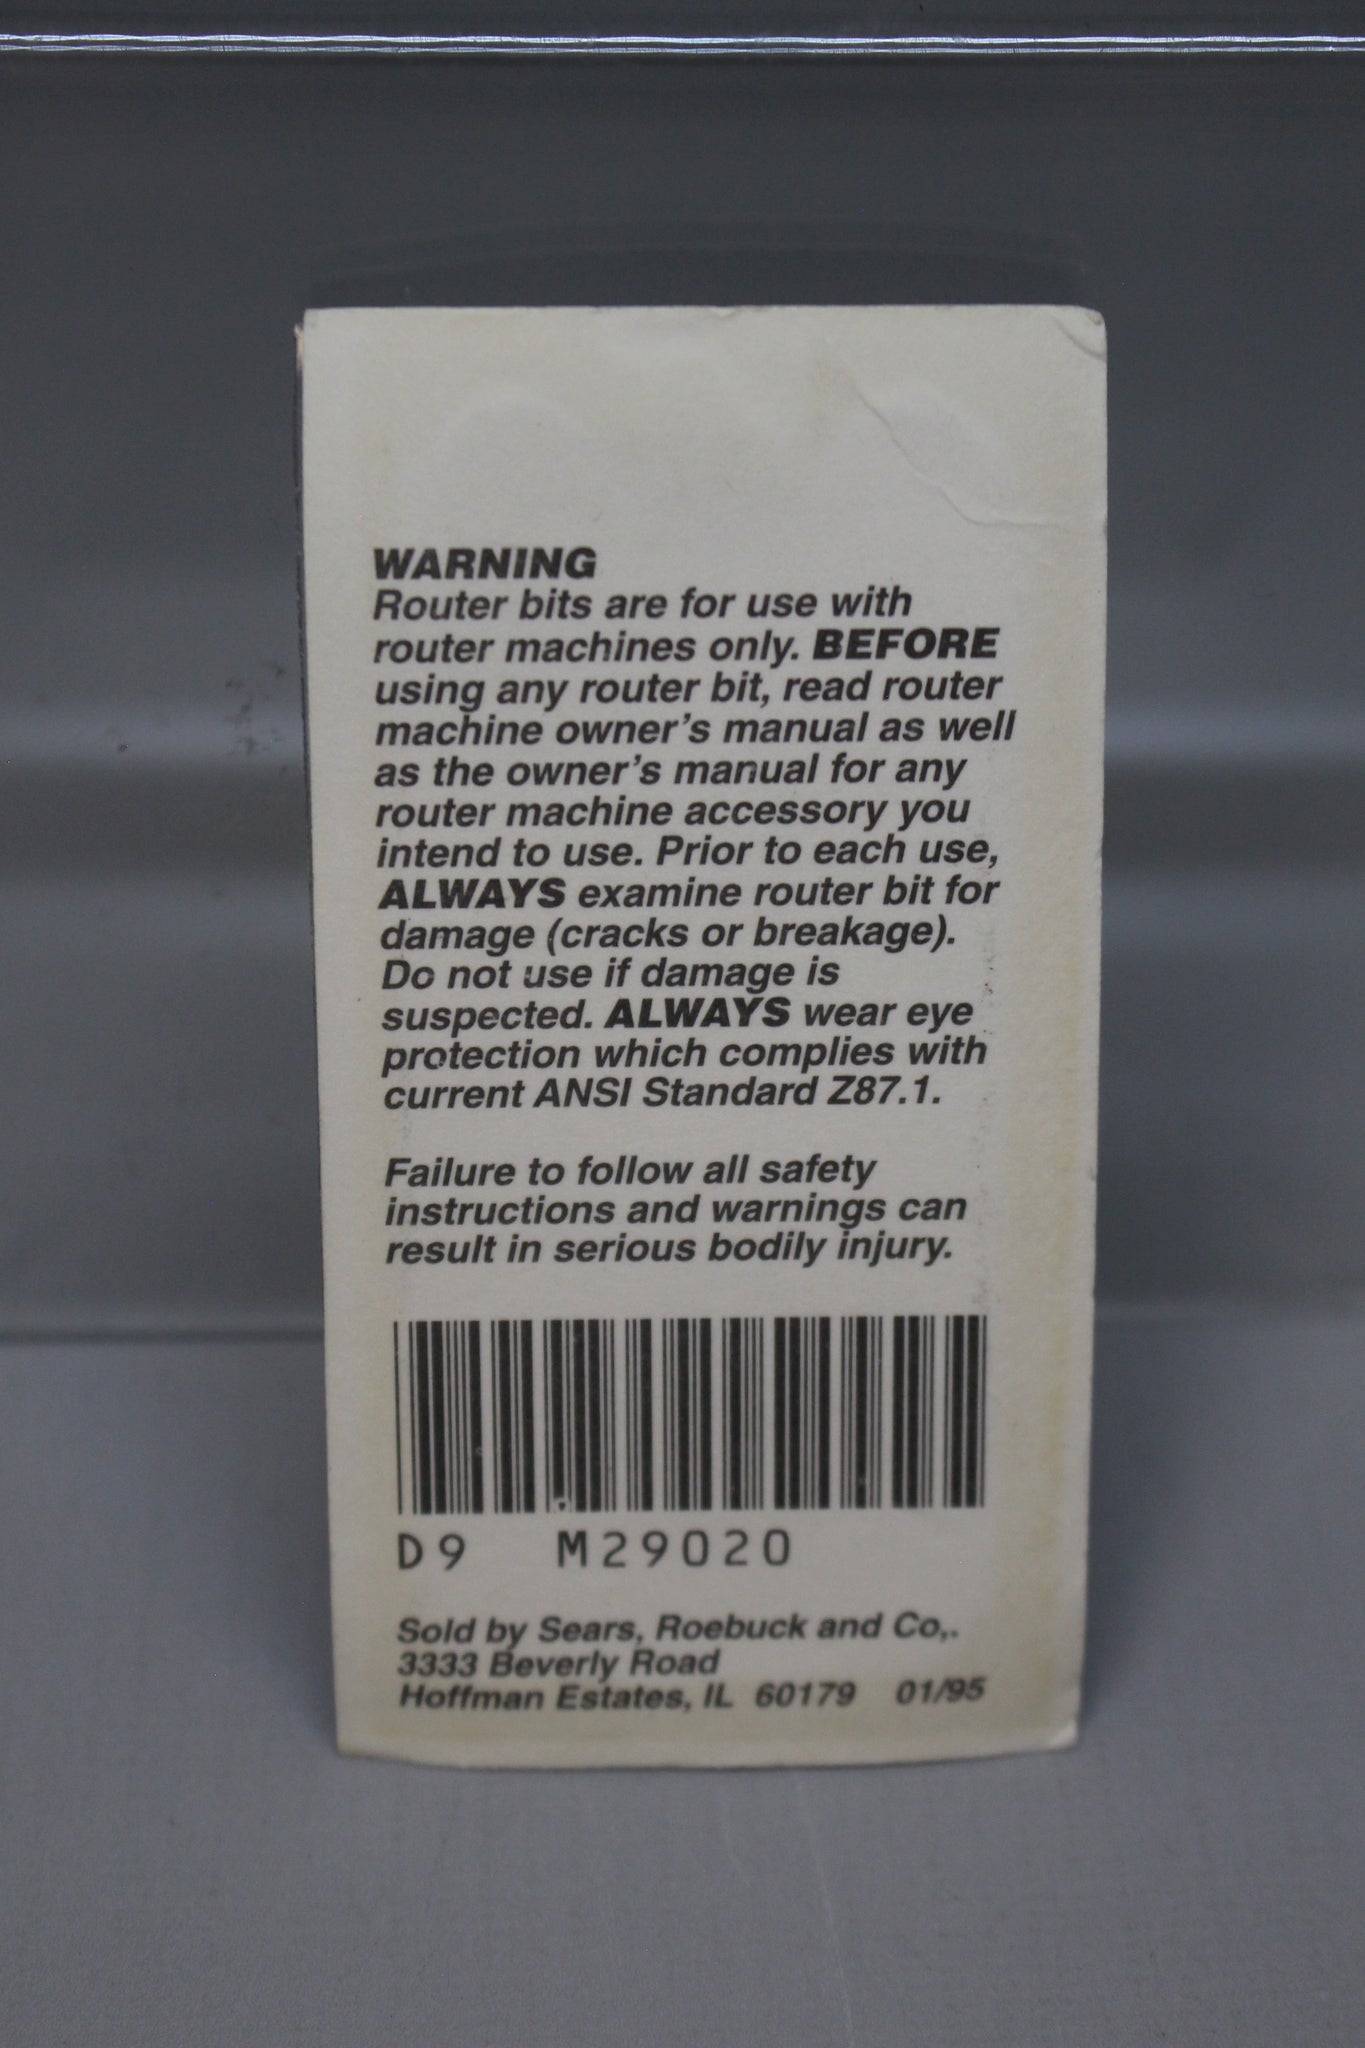 WARNING
Router bits are for use with
router machines only. BEFORE
using any router bit, read router
machine owner's manual as well
as the owner's manual for any
router machine accessory you
intend to use. Prior to each use,
ALWAYS examine router bit for
damage (cracks or breakage).
Do not use if damage is
suspected. ALWAYS wear eye
protection which complies with
current ANSI Standard Z87.1.
Failure to follow all safety
instructions and warnings can
result in serious bodily injury.
D9 M29020
Sold by Sears, Roebuck and Co,.
3333 Beverly Road
Hoffman Estates, IL 60179 01/95